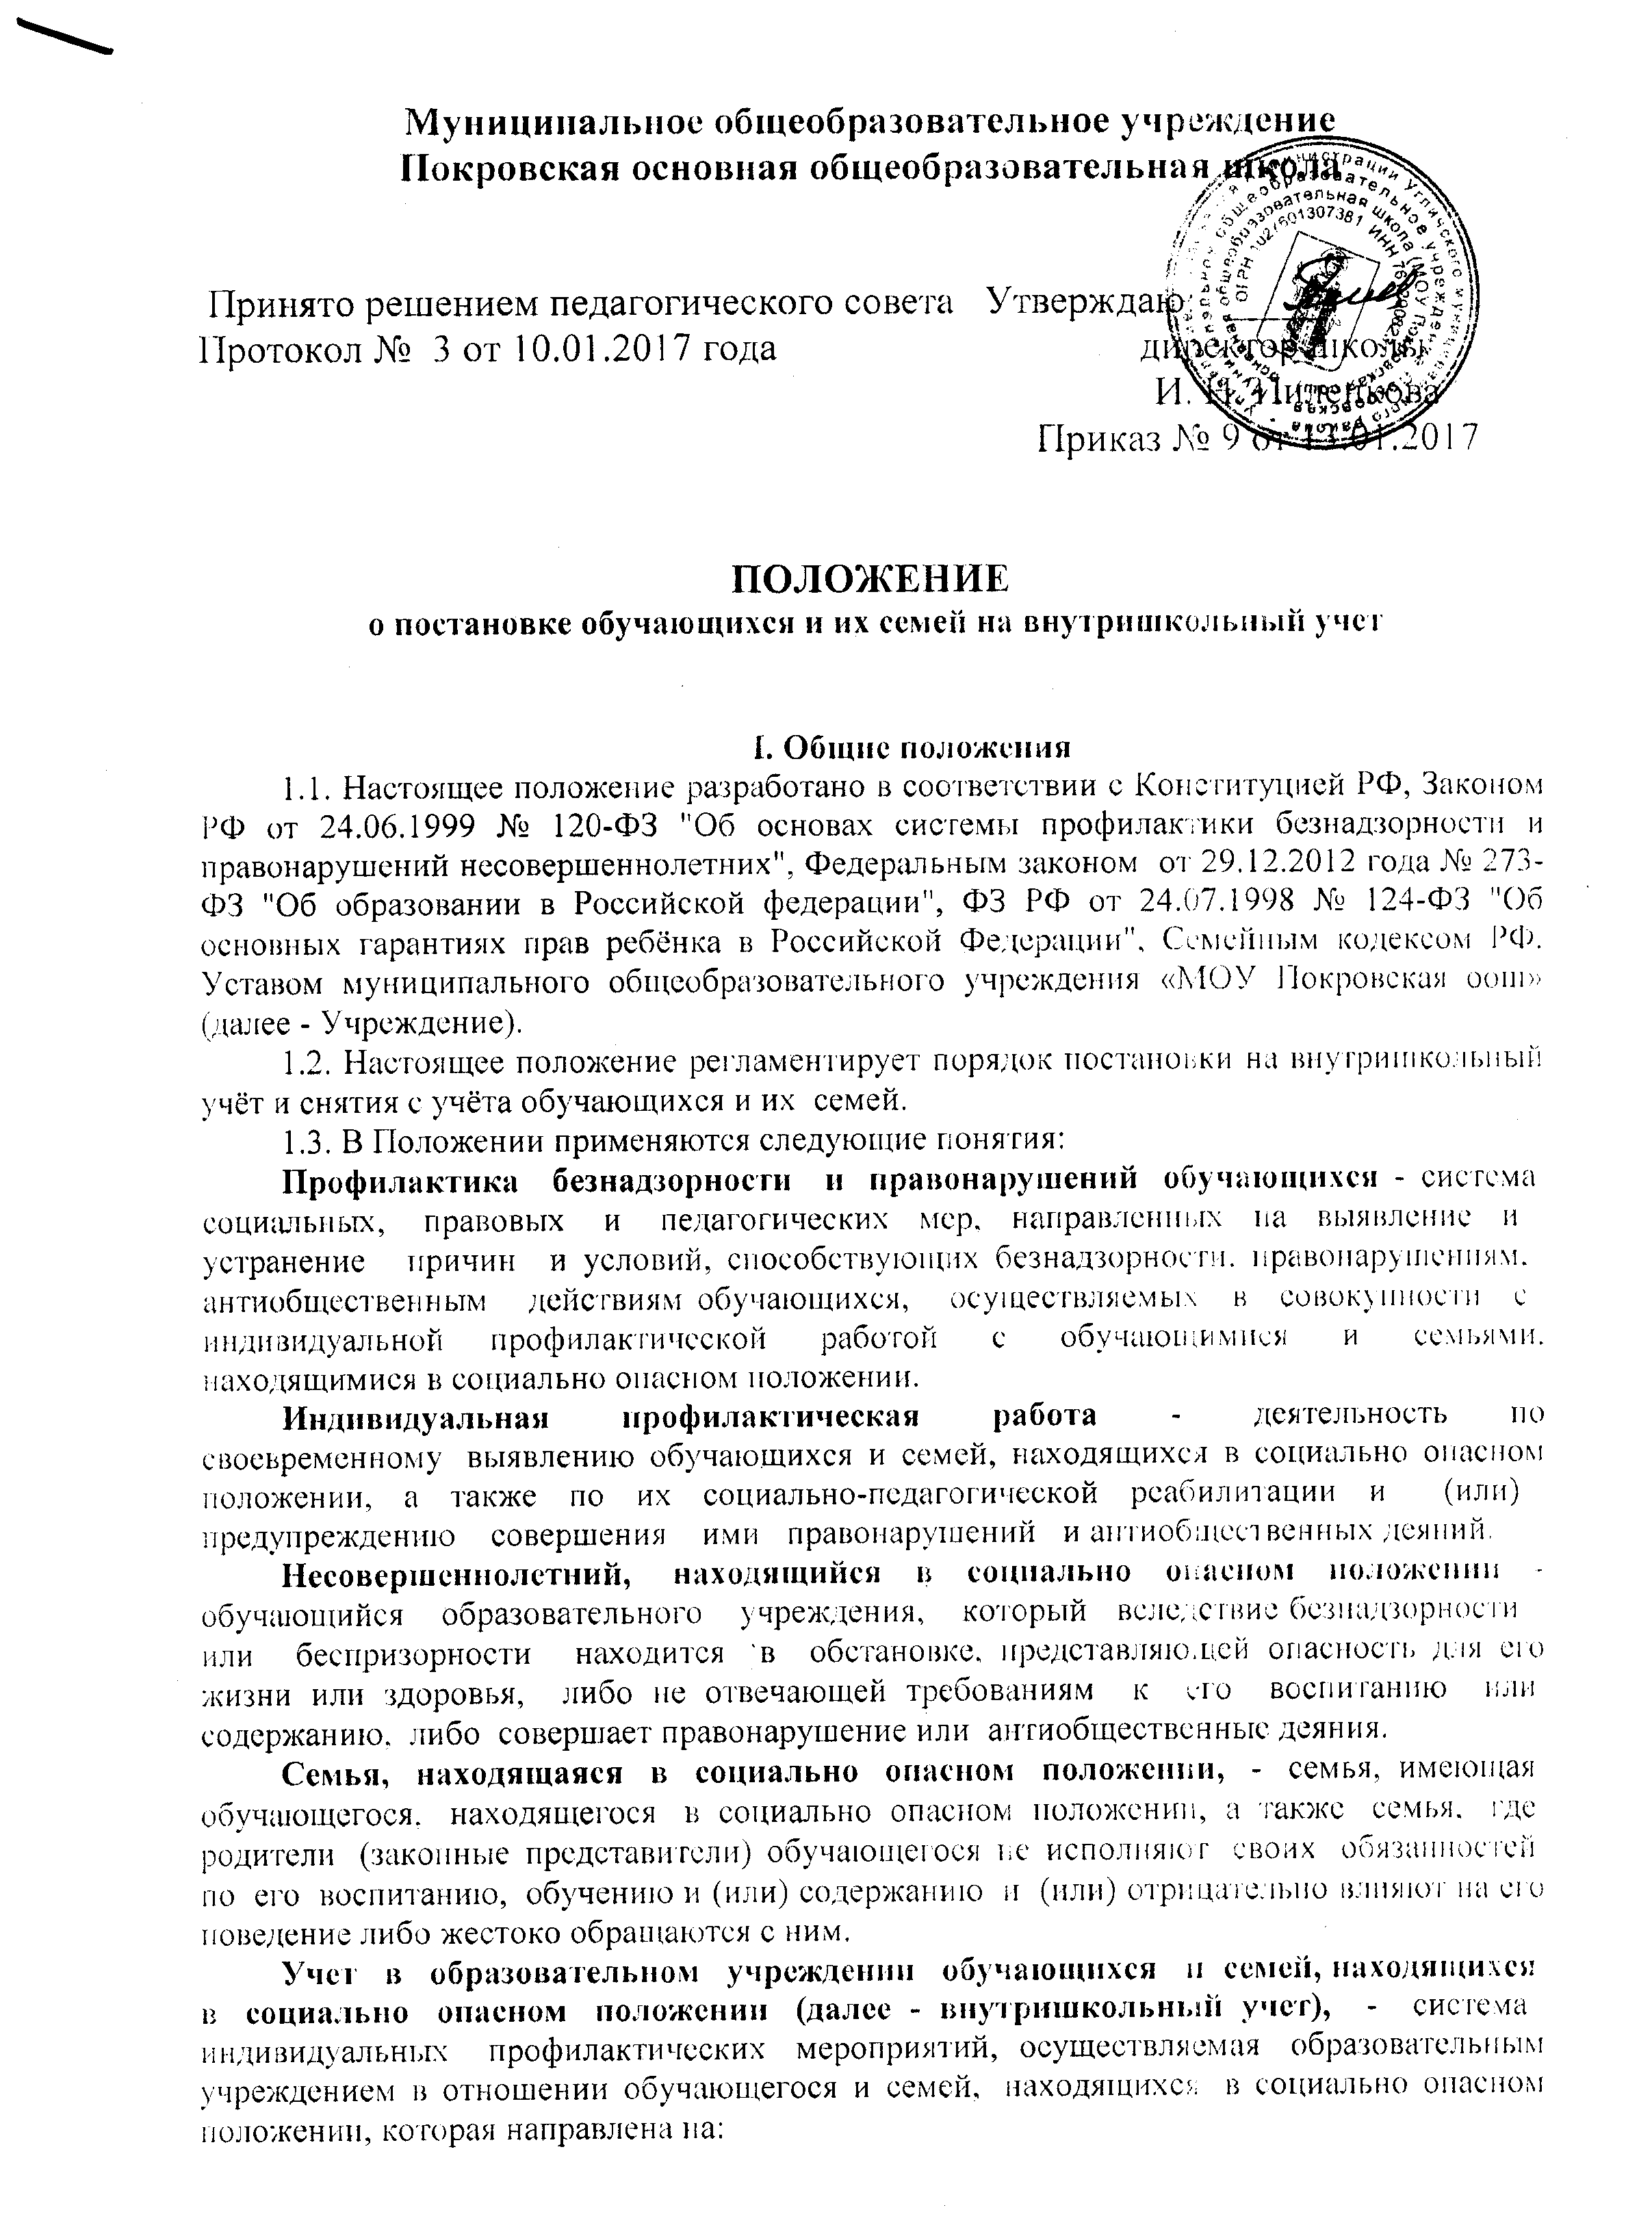 Муниципальное общеобразовательное учреждение
Покровская основная общеобразовательная школа
Принято решением педагогического совета Утверждаю:
Протокол № 3 от 10.01.2017 года директор школы
И. Н. Пиленкова
Приказ № 9 от 11.01.2017
ПОЛОЖЕНИЕ
о постановке обучающихся и их семей на внутришкольный учет
I. Общие положения
1.1. Настоящее положение разработано в соответствии с Конституцией РФ, Законом
РФ от 24.06.1999 № 120-ФЗ "Об основах системы профилактики безнадзорности и
правонарушений несовершеннолетних", Федеральным законом от 29.12.2012 года № 273-
ФЗ "Об образовании в Российской федерации", ФЗ РФ от 24.07.1998 № 124-ФЗ "Об
основных гарантиях прав ребёнка в Российской Федерации", Семейным кодексом РФ.
Уставом муниципального общеобразовательного учреждения «МОУ Покровская оош»
(далее - Учреждение).
1.2. Настоящее положение регламентирует порядок постановки на внутришкольный
учёт и снятия с учёта обучающихся и их семей.
1.3. В Положении применяются следующие понятия:
Профилактика безнадзорности и правонарушений обучающихся - система
социальных, правовых и педагогических мер, направленных на выявление и
устранение причин и условий, способствующих безнадзорности, правонарушениям,
антиобщественным действиям обучающихся, осуществляемых в совокупности с
индивидуальной профилактической работой с обучающимися и семьями,
находящимися в социально опасном положении.
Индивидуальная профилактическая работа - деятельность по
своевременному выявлению обучающихся и семей, находящихся в социально опасном
положении, а также по их социально-педагогической реабилитации и (или)
предупреждению совершения ими правонарушений и антиобщественных деяний.
Несовершеннолетний, находящийся в социально опасном положении -
обучающийся образовательного учреждения, который вследствие безнадзорности
или беспризорности находится в обстановке, представляющей опасность для его
жизни или здоровья, либо не отвечающей требованиям к его воспитанию или
содержанию, либо совершает правонарушение или антиобщественные деяния.
Семья, находящаяся в социально опасном положении, - семья, имеющая
обучающегося, находящегося в социально опасном положении, а также семья, где
родители (законные представители) обучающегося не исполняют своих обязанностей
по его воспитанию, обучению и (или) содержанию и (или) отрицательно влияют на его
поведение либо жестоко обращаются с ним.
Учет в образовательном учреждении обучающихся и семей, находящихся
в социально опасном положении (далее - внутришкольный учет), - система
индивидуальных профилактических мероприятий, осуществляемая образовательным
учреждением в отношении обучающегося и семей, находящихся в социально опасном
положении, которая направлена на: